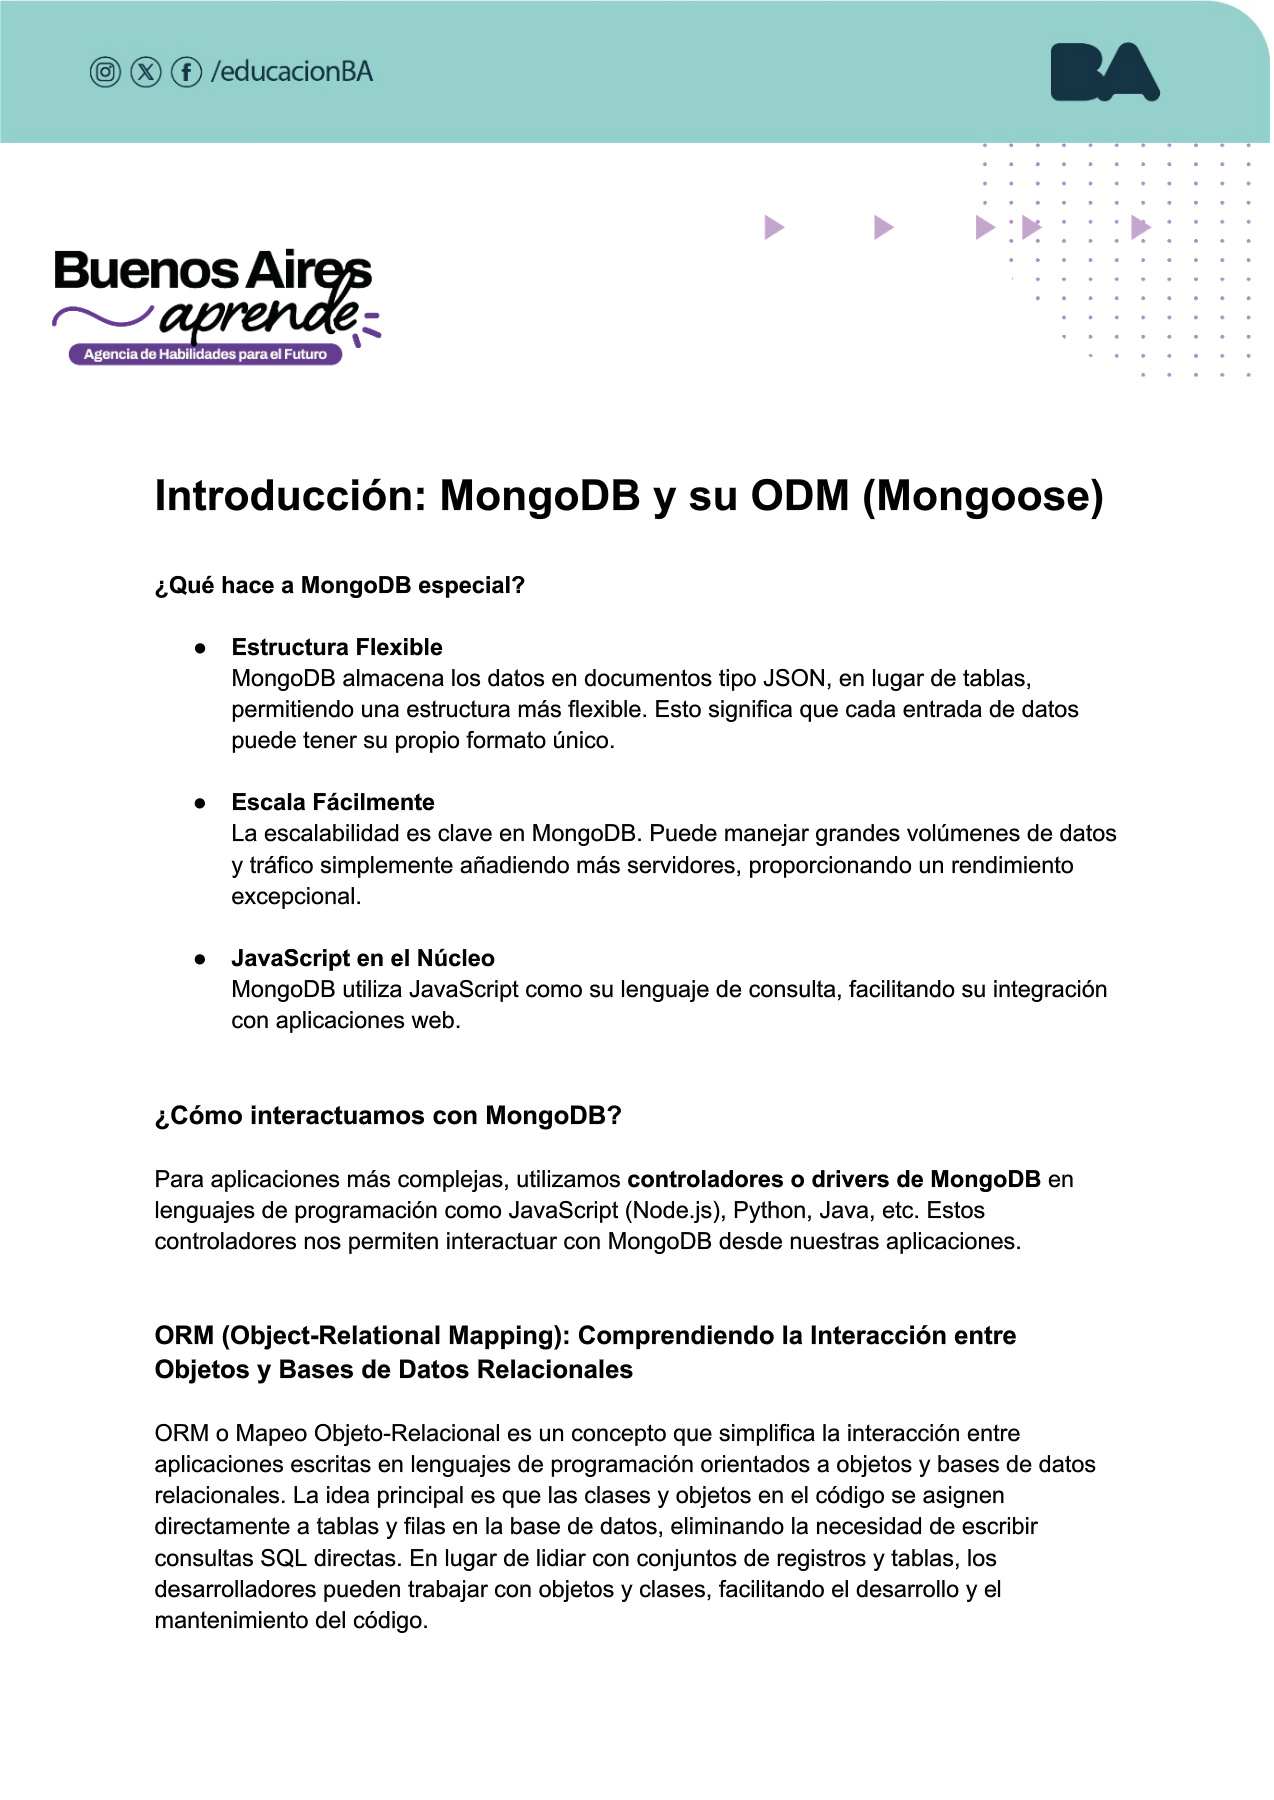 /educacionBA
BA
Buenos Aires
aprende
Agencia de Habilidades para el Futuro
Introducción: MongoDB y su ODM (Mongoose)
¿Qué hace a MongoDB especial?
● Estructura Flexible
MongoDB almacena los datos en documentos tipo JSON, en lugar de tablas,
permitiendo una estructura más flexible. Esto significa que cada entrada de datos
puede tener su propio formato único.
● Escala Fácilmente
La escalabilidad es clave en MongoDB. Puede manejar grandes volúmenes de datos
y tráfico simplemente añadiendo más servidores, proporcionando un rendimiento
excepcional.
● JavaScript en el Núcleo
MongoDB utiliza JavaScript como su lenguaje de consulta, facilitando su integración
con aplicaciones web.
¿Cómo interactuamos con MongoDB?
Para aplicaciones más complejas, utilizamos controladores o drivers de MongoDB en
lenguajes de programación como JavaScript (Node.js), Python, Java, etc. Estos
controladores nos permiten interactuar con MongoDB desde nuestras aplicaciones.
ORM (Object-Relational Mapping): Comprendiendo la Interacción entre
Objetos y Bases de Datos Relacionales
ORM o Mapeo Objeto-Relacional es un concepto que simplifica la interacción entre
aplicaciones escritas en lenguajes de programación orientados a objetos y bases de datos
relacionales. La idea principal es que las clases y objetos en el código se asignen
directamente a tablas y filas en la base de datos, eliminando la necesidad de escribir
consultas SQL directas. En lugar de lidiar con conjuntos de registros y tablas, los
desarrolladores pueden trabajar con objetos y clases, facilitando el desarrollo y el
mantenimiento del código.